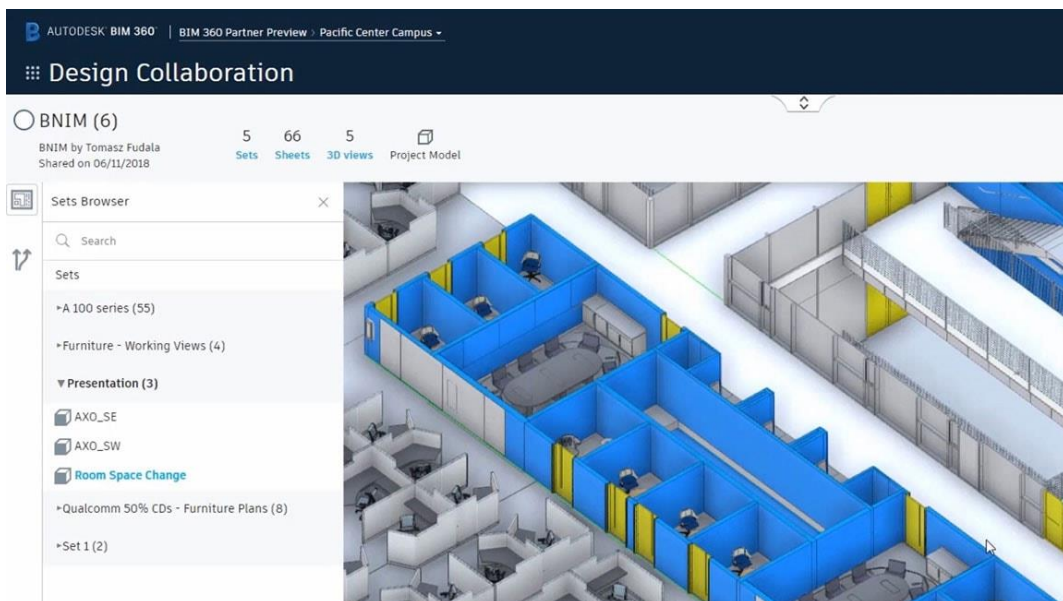 AUTODESK® BIM 360® | BIM 360 Partner Preview > Pacific Center Campus
Design Collaboration
BNIM (6)
BNIM by Tomasz Fudala
Shared on 06/11/2018
5 66 5
Sets Sheets 3D views Project Model
Sets Browser
Search
Sets
A 100 series (55)
Furniture - Working Views (4)
Presentation (3)
AXO_SE
AXO_SW
Room Space Change
Qualcomm 50% CDs - Furniture Plans (8)
Set 1 (2)